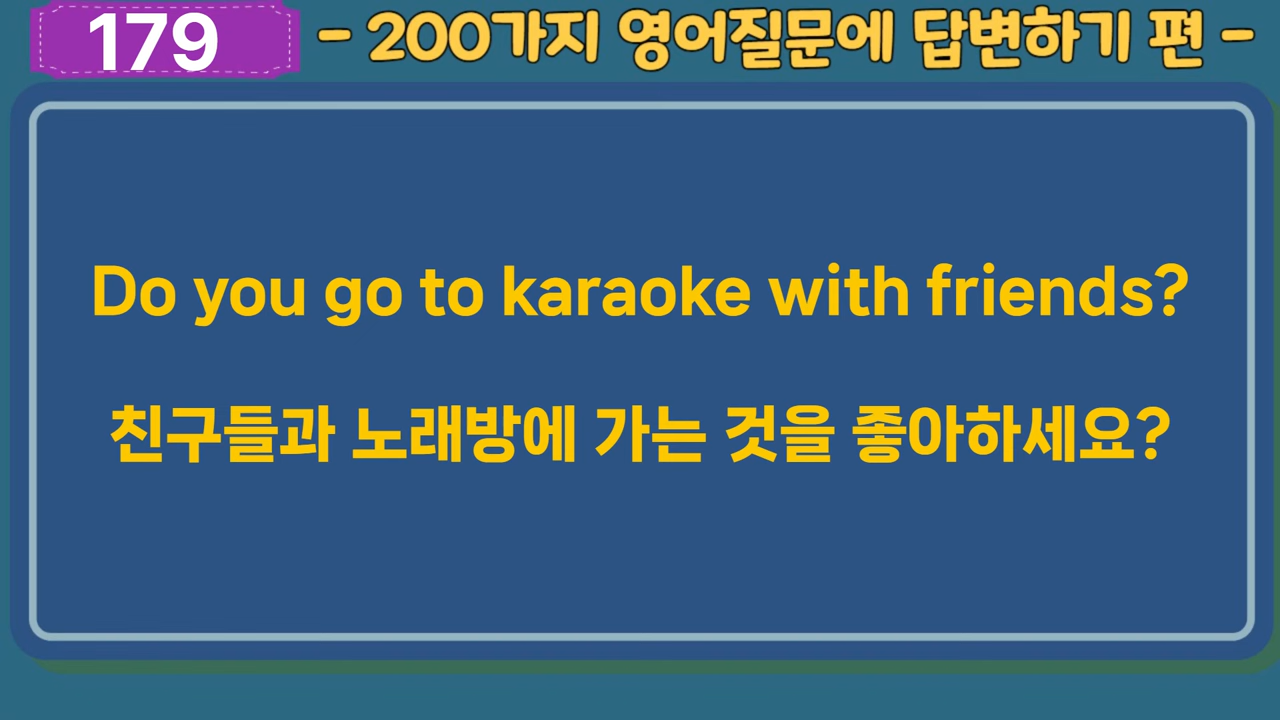 179
- 200가지 영어질문에 답변하기 편 -
Do you go to karaoke with friends?
친구들과 노래방에 가는 것을 좋아하세요?